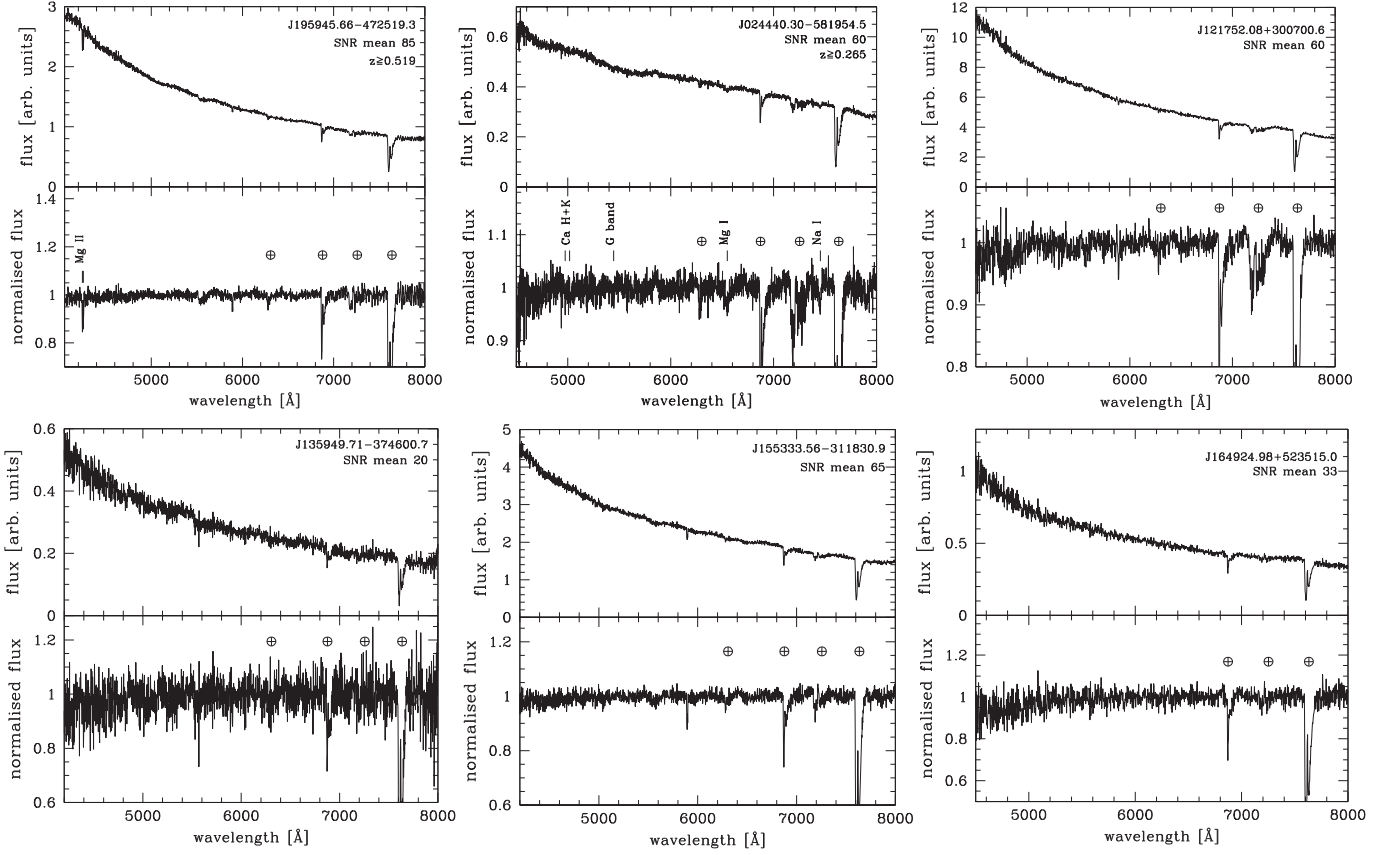 J195945.66−472519.3
SNR mean 85
z≥0.519
flux [arb. units]
3
2
1
0
Mg II
⊕ ⊕ ⊕ ⊕
normalised flux
1.4
1.2
1
0.8
5000 6000 7000 8000
wavelength [Å]
J024440.30−581954.5
SNR mean 60
z≧0.265
flux [arb. units]
0.6
0.4
0.2
0
Ca H+K
G band
⊕ Mg I ⊕ ⊕ Na I ⊕
normalised flux
1.1
1
0.9
5000 6000 7000 8000
wavelength [Å]
J121752.08+300700.6
SNR mean 60
flux [arb. units]
12
10
8
6
4
2
0
⊕ ⊕ ⊕ ⊕
normalised flux
1
0.9
0.8
5000 6000 7000 8000
wavelength [Å]
J135949.71−374600.7
SNR mean 20
flux [arb. units]
0.6
0.4
0.2
0
⊕ ⊕ ⊕ ⊕
normalised flux
1.2
1
0.8
0.6
5000 6000 7000 8000
wavelength [Å]
J155333.56−311830.9
SNR mean 65
flux [arb. units]
5
4
3
2
1
0
⊕ ⊕ ⊕ ⊕
normalised flux
1.2
1
0.8
0.6
5000 6000 7000 8000
wavelength [Å]
J164924.98+523515.0
SNR mean 33
flux [arb. units]
1
0.5
0
⊕ ⊕ ⊕
normalised flux
1.2
1
0.8
0.6
5000 6000 7000 8000
wavelength [Å]